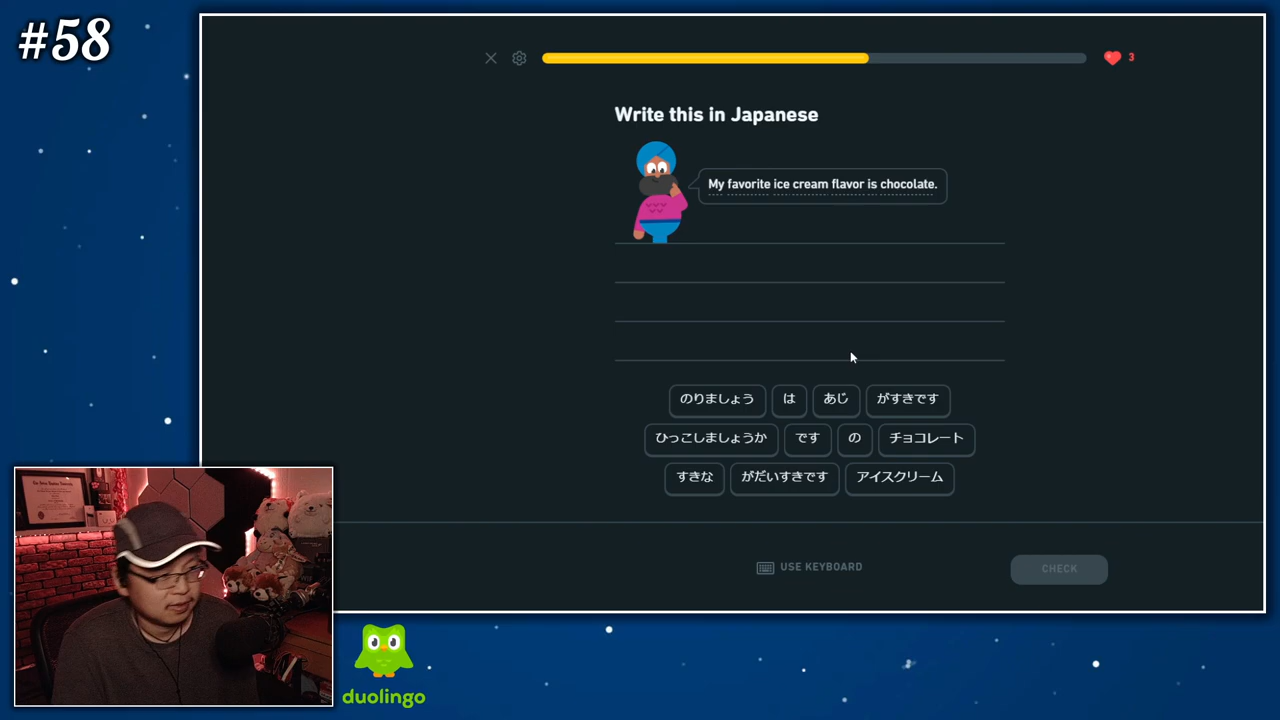 #58
3
Write this in Japanese
My favorite ice cream flavor is chocolate.
のりましょう は あじ がすきです
ひっこしましょうか です の チョコレート
すきな がだいすきです アイスクリーム
USE KEYBOARD
CHECK
duolingo